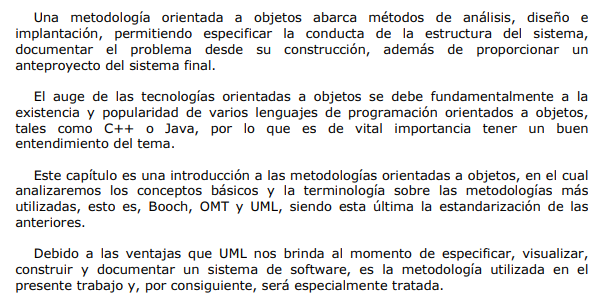 Una metodología orientada a objetos abarca métodos de análisis, diseño e
implantación, permitiendo especificar la conducta de la estructura del sistema,
documentar el problema desde su construcción, además de proporcionar un
anteproyecto del sistema final.
El auge de las tecnologías orientadas a objetos se debe fundamentalmente a la
existencia y popularidad de varios lenguajes de programación orientados a objetos,
tales como C++ o Java, por lo que es de vital importancia tener un buen
entendimiento del tema.
Este capítulo es una introducción a las metodologías orientadas a objetos, en el cual
analizaremos los conceptos básicos y la terminología sobre las metodologías más
utilizadas, esto es, Booch, OMT y UML, siendo esta última la estandarización de las
anteriores.
Debido a las ventajas que UML nos brinda al momento de especificar, visualizar,
construir y documentar un sistema de software, es la metodología utilizada en el
presente trabajo y, por consiguiente, será especialmente tratada.